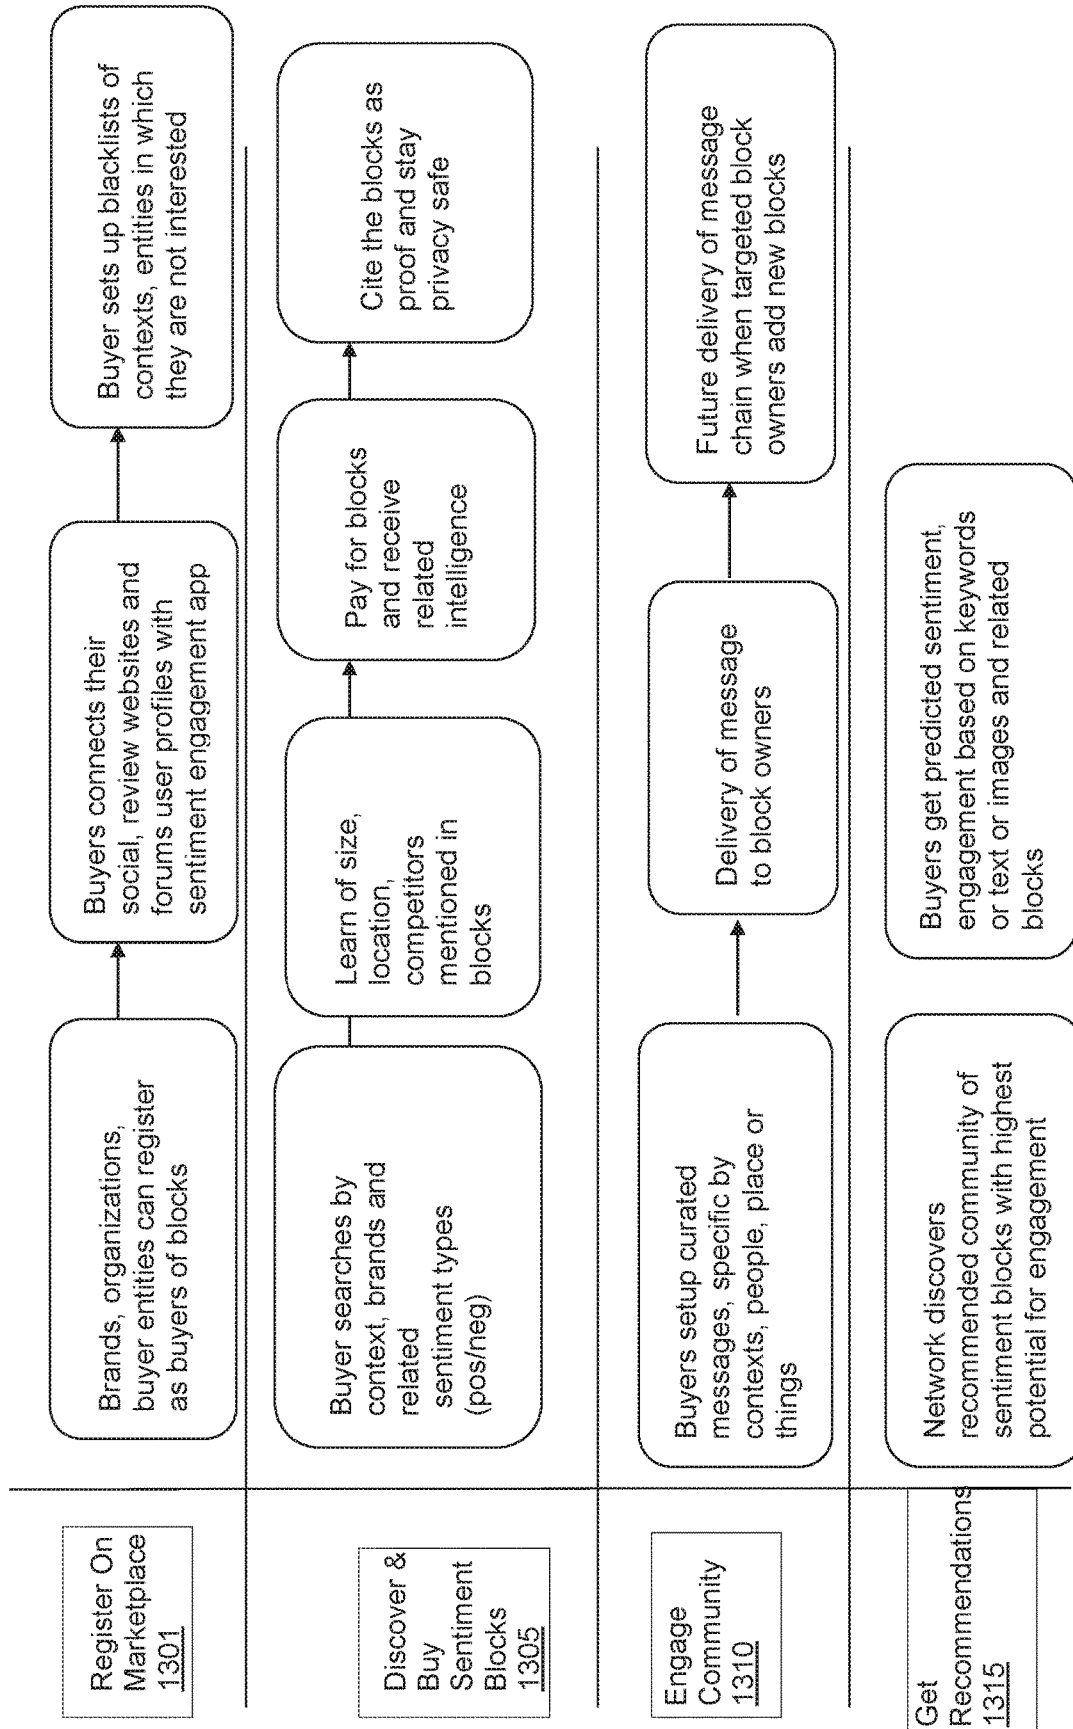 Register On
Marketplace
1301
Brands, organizations,
buyer entities can register
as buyers of blocks
Buyers connects their
social, review websites and
forums user profiles with
sentiment engagement app
Buyer sets up blacklists of
contexts, entities in which
they are not interested
Discover &
Buy
Sentiment
Blocks
1305
Buyer searches by
context, brands and
related
sentiment types
(pos/neg)
Learn of size,
location,
competitors
mentioned in
blocks
Pay for blocks
and receive
related
intelligence
Cite the blocks as
proof and stay
privacy safe
Engage
Community
1310
Buyers setup curated
messages, specific by
contexts, people, place or
things
Delivery of message
to block owners
Future delivery of message
chain when targeted block
owners add new blocks
Get
Recommendations
1315
Network discovers
recommended community of
sentiment blocks with highest
potential for engagement
Buyers get predicted sentiment,
engagement based on keywords
or text or images and related
blocks